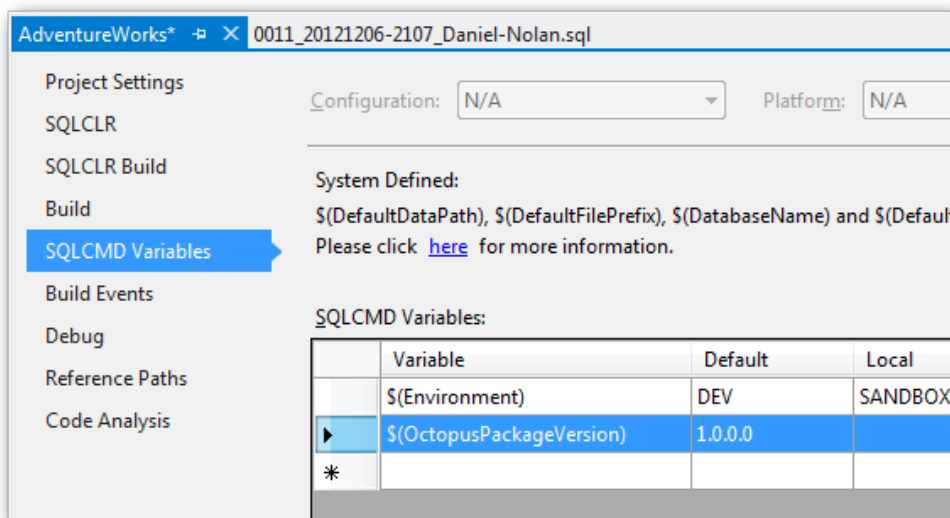 AdventureWorks* 0011_20121206-2107_Daniel-Nolan.sql
Project Settings
SQLCLR
SQLCLR Build
Build
SQLCMD Variables
Build Events
Debug
Reference Paths
Code Analysis
Configuration: N/A Platform: N/A
System Defined:
$(DefaultDataPath), $(DefaultFilePrefix), $(DatabaseName) and $(Defaul
Please click here for more information.
SQLCMD Variables:
Variable Default Local
$(Environment) DEV SANDBOX
$(OctopusPackageVersion) 1.0.0.0